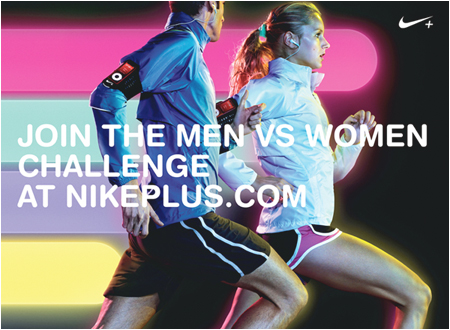 JOIN THE MEN VS WOMEN
CHALLENGE
AT NIKEPLUS.COM